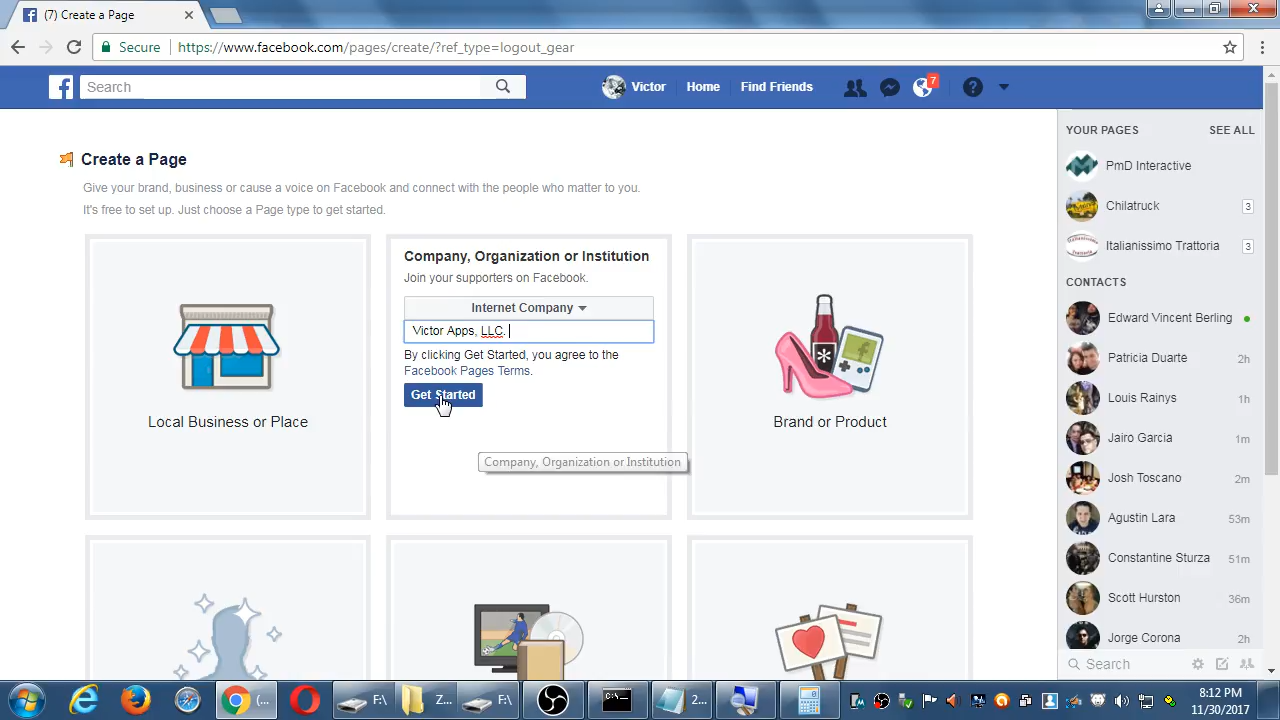 (7) Create a Page
Secure https://www.facebook.com/pages/create/?ref_type=logout_gear
Search
Victor
Home
Find Friends
7
Create a Page
Give your brand, business or cause a voice on Facebook and connect with the people who matter to you.
It's free to set up. Just choose a Page type to get started.
Local Business or Place
Company, Organization or Institution
Join your supporters on Facebook.
Internet Company
Victor Apps, LLC.
By clicking Get Started, you agree to the
Facebook Pages Terms.
Get Started
Company, Organization or Institution
Brand or Product
YOUR PAGES SEE ALL
PmD Interactive
Chilatruck 3
Italianissimo Trattoria 3
CONTACTS
Edward Vincent Berling
Patricia Duarte 2h
Louis Rainys 1h
Jairo Garcia 1m
Josh Toscano 2m
Agustin Lara 53m
Constantine Sturza 51m
Scott Hurston 36m
Jorge Corona 2h
Search
(...
F:\
Z...
F:\
C:\
2...
8:12 PM
11/30/2017